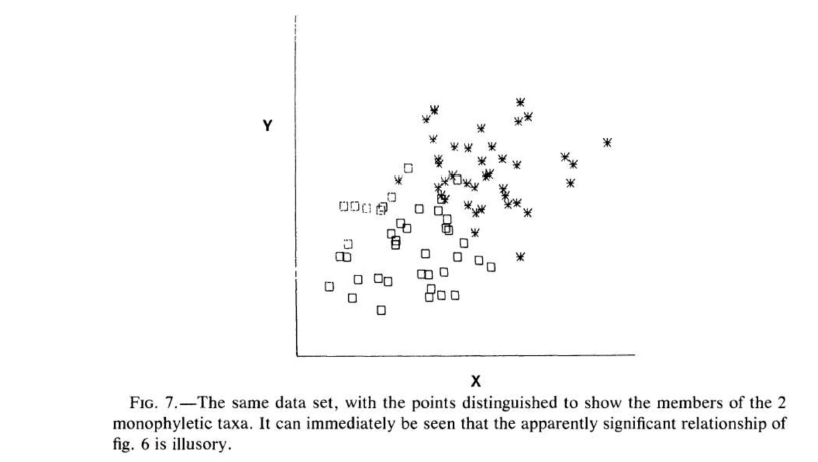 Y
X
FIG. 7.—The same data set, with the points distinguished to show the members of the 2
monophyletic taxa. It can immediately be seen that the apparently significant relationship of
fig. 6 is illusory.